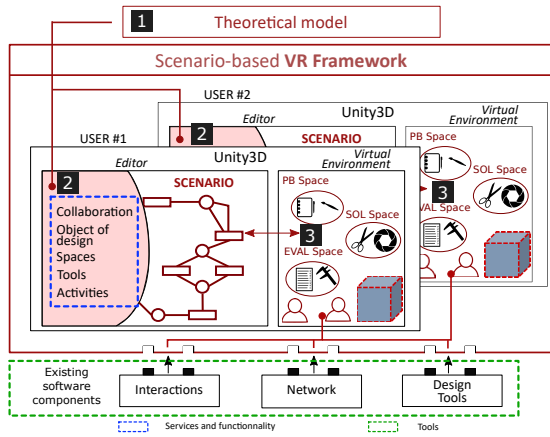 1 Theoretical model
Scenario-based VR Framework
USER #2
Unity3D
Editor
Virtual
Environment
2
SCENARIO
PB Space
SOL Space
3
EVAL Space
USER #1
Unity3D
Editor
Virtual
Environment
2
SCENARIO
PB Space
SOL Space
3
EVAL Space
Collaboration
Object of
design
Spaces
Tools
Activities
Existing
software
components
Interactions
Network
Design
Tools
Services and functionnality
Tools